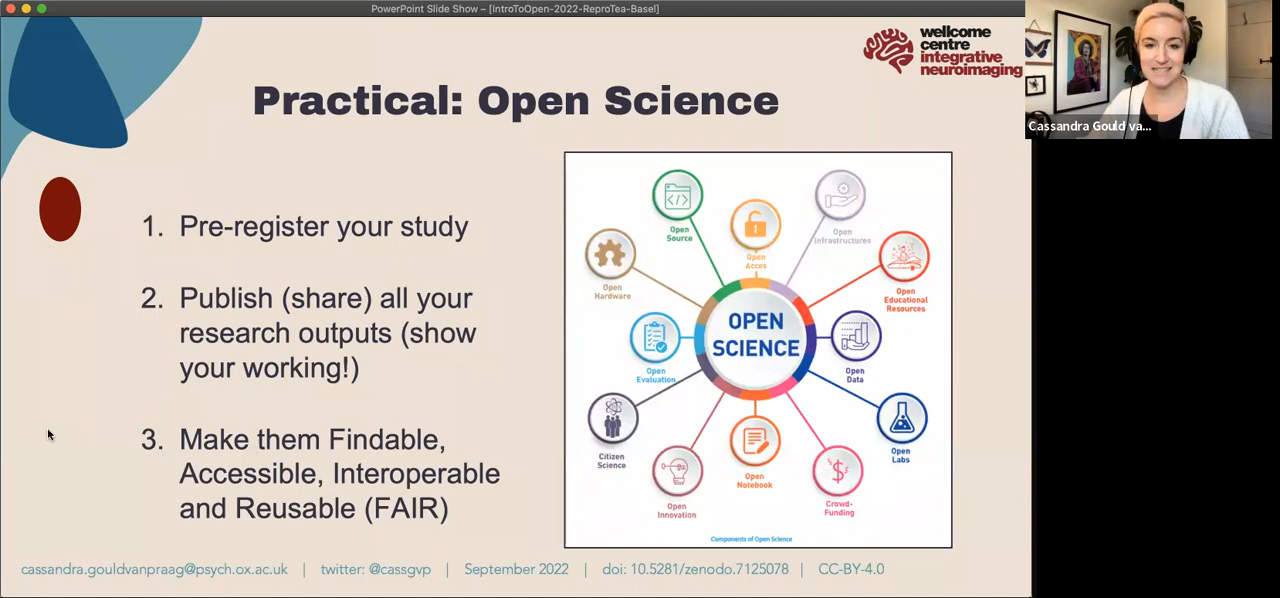 PowerPoint Slide Show – [IntroToOpen-2022-ReproTea-Basel]
wellcome
centre
integrative
neuroimaging
Cassandra Gould va...
Practical: Open Science
1. Pre-register your study
2. Publish (share) all your
research outputs (show
your working!)
3. Make them Findable,
Accessible, Interoperable
and Reusable (FAIR)
Open
Source
Open
Acces
Open
Infrastructures
Open
Hardware
Open
Educational
Resources
OPEN
SCIENCE
Open
Evaluation
Open
Data
Citizen
Science
Open
Labs
Open
Innovation
Open
Notebook
Crowd-
Funding
Components of Open Science
cassandra.gouldvanpraag@psych.ox.ac.uk | twitter: @cassgvp | September 2022 | doi: 10.5281/zenodo.7125078 | CC-BY-4.0